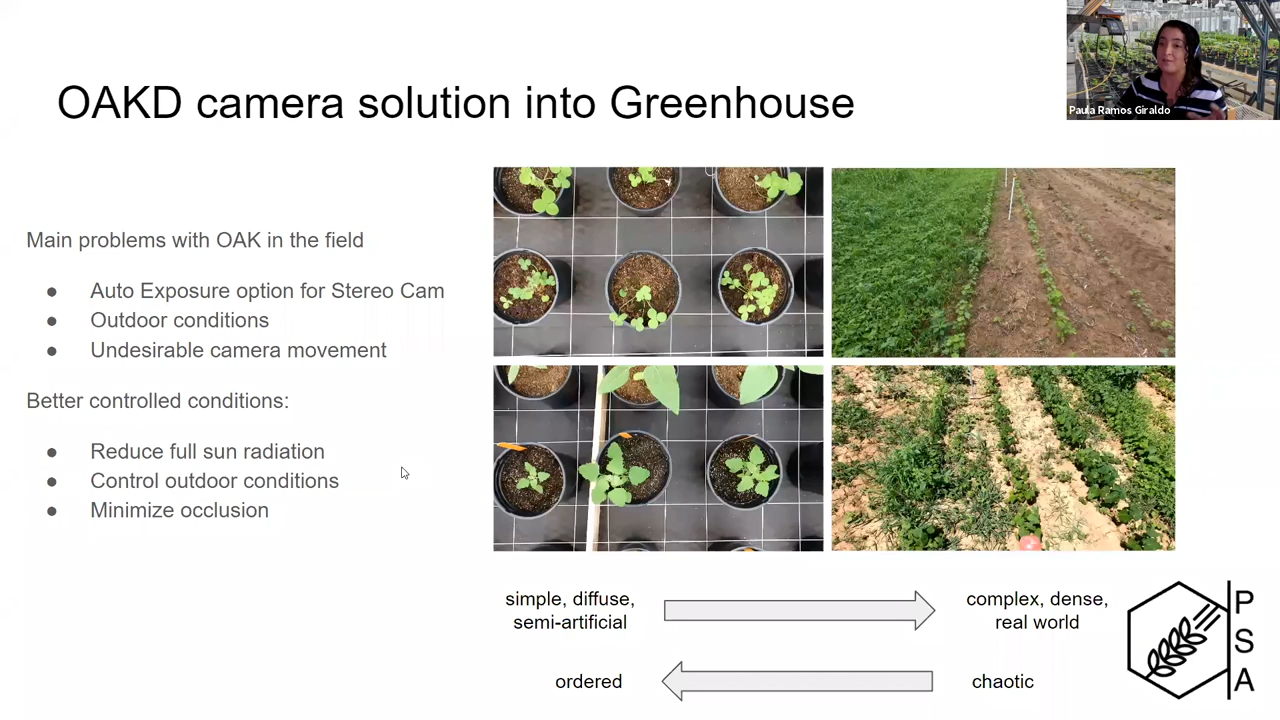 Paula Ramos Giraldo
OAKD camera solution into Greenhouse
Main problems with OAK in the field
● Auto Exposure option for Stereo Cam
● Outdoor conditions
● Undesirable camera movement
Better controlled conditions:
● Reduce full sun radiation
● Control outdoor conditions
● Minimize occlusion
simple, diffuse,
semi-artificial
complex, dense,
real world
ordered
chaotic
P
S
A